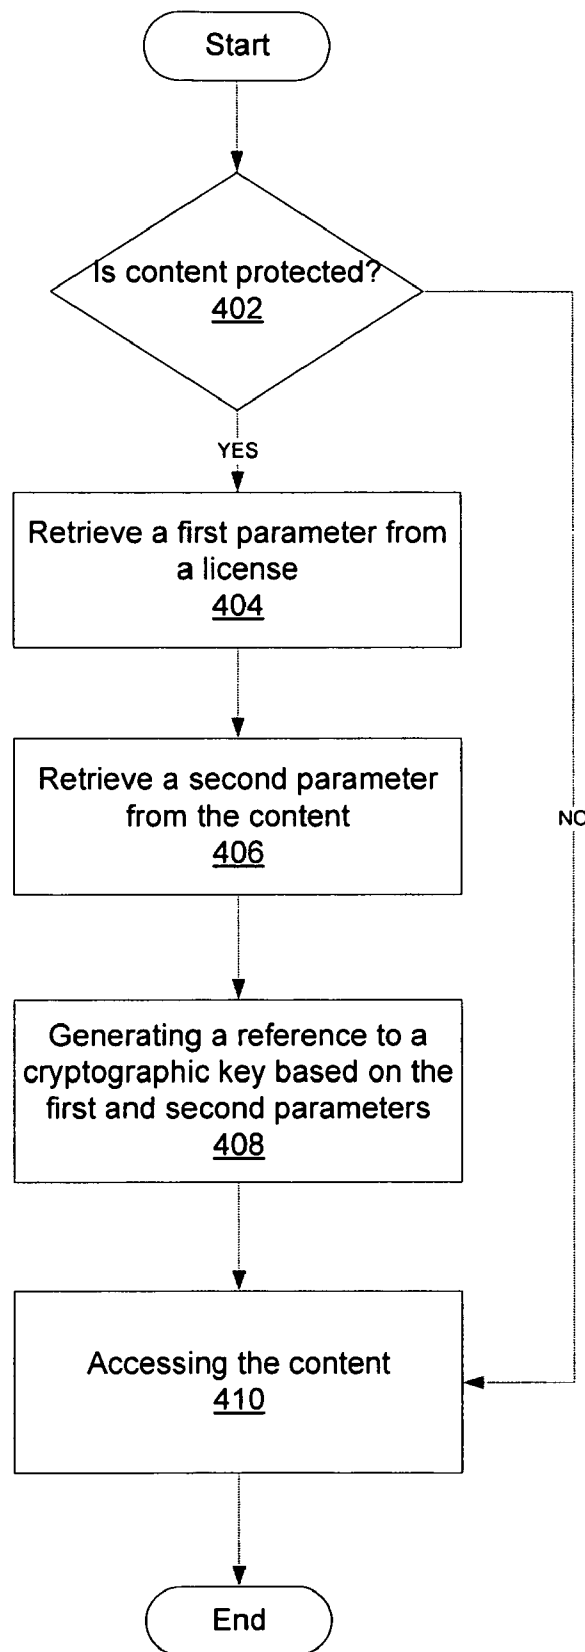 Start
Is content protected?
402
YES
Retrieve a first parameter from
a license
404
Retrieve a second parameter
from the content
406
NO
Generating a reference to a
cryptographic key based on the
first and second parameters
408
Accessing the content
410
End